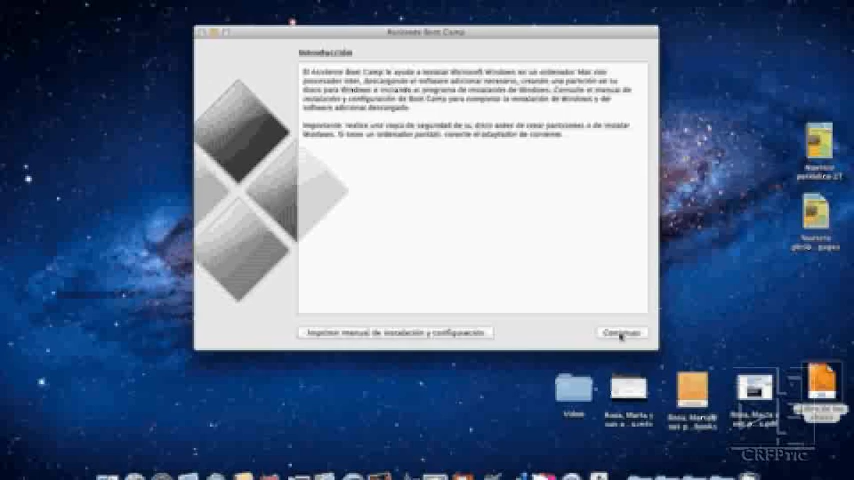 Asistente Boot Camp
Introducción
El Asistente Boot Camp le ayuda a instalar Microsoft Windows en un ordenador Mac con
procesador Intel, descargando el software adicional necesario, creando una partición en su
disco para Windows e iniciando el programa de instalación de Windows. Consulte el manual de
instalación y configuración de Boot Camp para completar la instalación de Windows y del
software adicional descargado.
Importante: realice una copia de seguridad de su disco antes de crear particiones o de instalar
Windows. Si tiene un ordenador portátil, conecte el adaptador de corriente.
Imprimir manual de instalación y configuración
Continuar
Vídeo
CRFPTIC